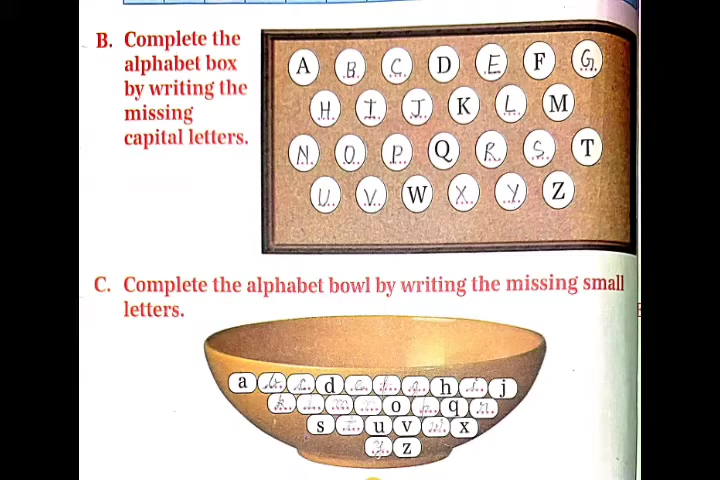 B. Complete the
alphabet box
by writing the
missing
capital letters.
A B C D E F G
H I J K L M
N O P Q R S T
U V W X Y Z
C. Complete the alphabet bowl by writing the missing small
letters.
a b c d e f g h i j
k l m n o p q r
s t u v w x
y z